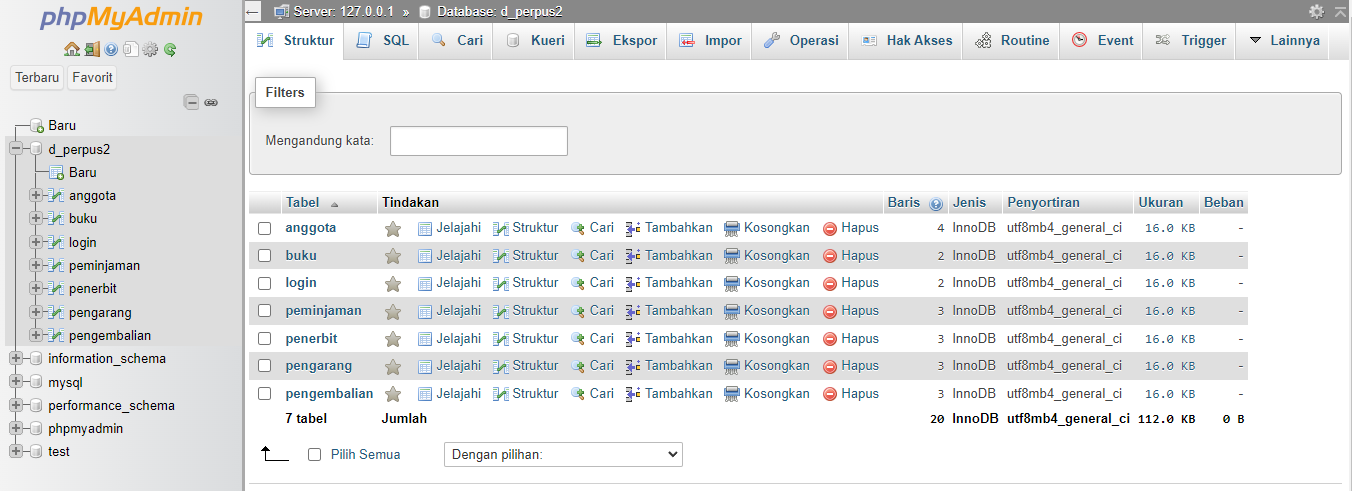 phpMyAdmin
Terbaru Favorit
Baru
d_perpus2
Baru
anggota
buku
login
peminjaman
penerbit
pengarang
pengembalian
information_schema
mysql
performance_schema
phpmyadmin
test
Server: 127.0.0.1 » Database: d_perpus2
Struktur SQL Cari Kueri Ekspor Impor Operasi Hak Akses Routine Event Trigger Lainnya
Filters
Mengandung kata:
Tabel Tindakan Baris Jenis Penyortiran Ukuran Beban
anggota Jelajahi Struktur Cari Tambahkan Kosongkan Hapus 4 InnoDB utf8mb4_general_ci 16.0 KB -
buku Jelajahi Struktur Cari Tambahkan Kosongkan Hapus 2 InnoDB utf8mb4_general_ci 16.0 KB -
login Jelajahi Struktur Cari Tambahkan Kosongkan Hapus 2 InnoDB utf8mb4_general_ci 16.0 KB -
peminjaman Jelajahi Struktur Cari Tambahkan Kosongkan Hapus 3 InnoDB utf8mb4_general_ci 16.0 KB -
penerbit Jelajahi Struktur Cari Tambahkan Kosongkan Hapus 3 InnoDB utf8mb4_general_ci 16.0 KB -
pengarang Jelajahi Struktur Cari Tambahkan Kosongkan Hapus 3 InnoDB utf8mb4_general_ci 16.0 KB -
pengembalian Jelajahi Struktur Cari Tambahkan Kosongkan Hapus 3 InnoDB utf8mb4_general_ci 16.0 KB -
7 tabel Jumlah 20 InnoDB utf8mb4_general_ci 112.0 KB 0 B
Pilih Semua Dengan pilihan: